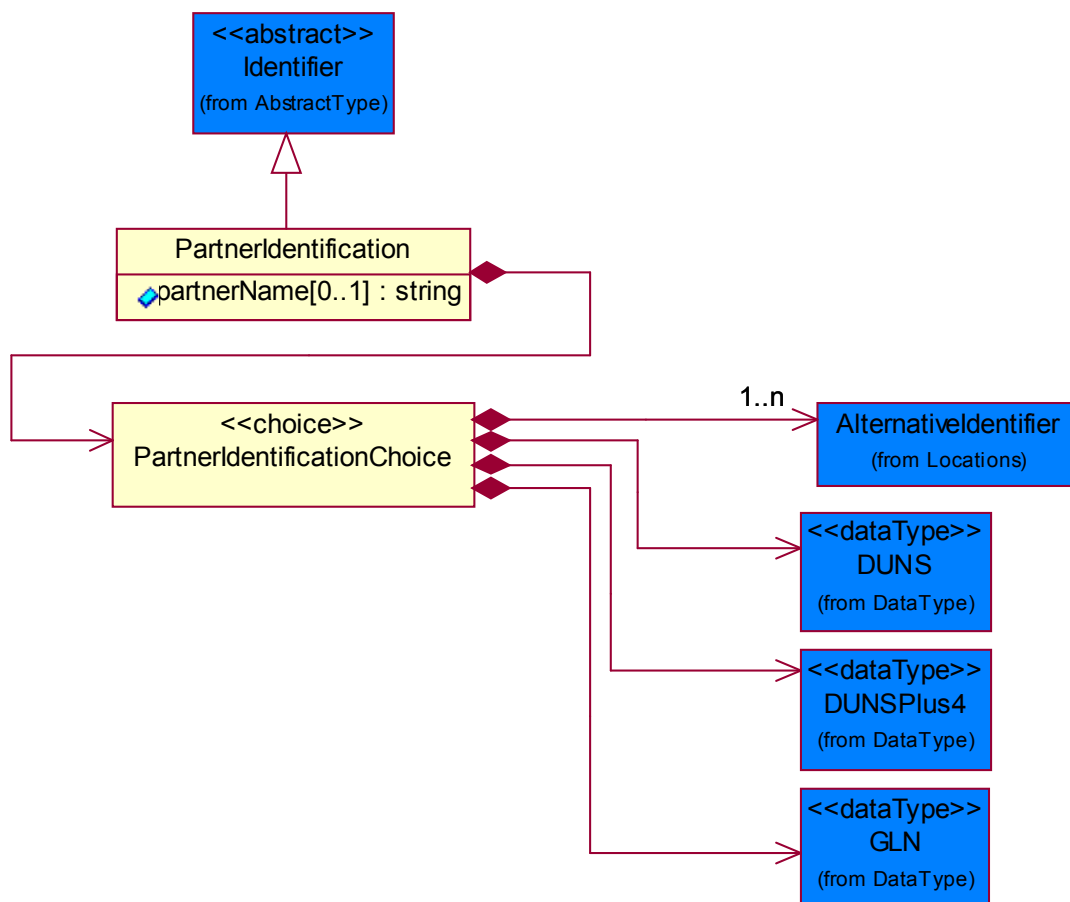 <<abstract>>
Identifier
(from AbstractType)
PartnerIdentification
partnerName[0..1] : string
<<choice>>
PartnerIdentificationChoice
1..n
AlternativeIdentifier
(from Locations)
<<dataType>>
DUNS
(from DataType)
<<dataType>>
DUNSPlus4
(from DataType)
<<dataType>>
GLN
(from DataType)